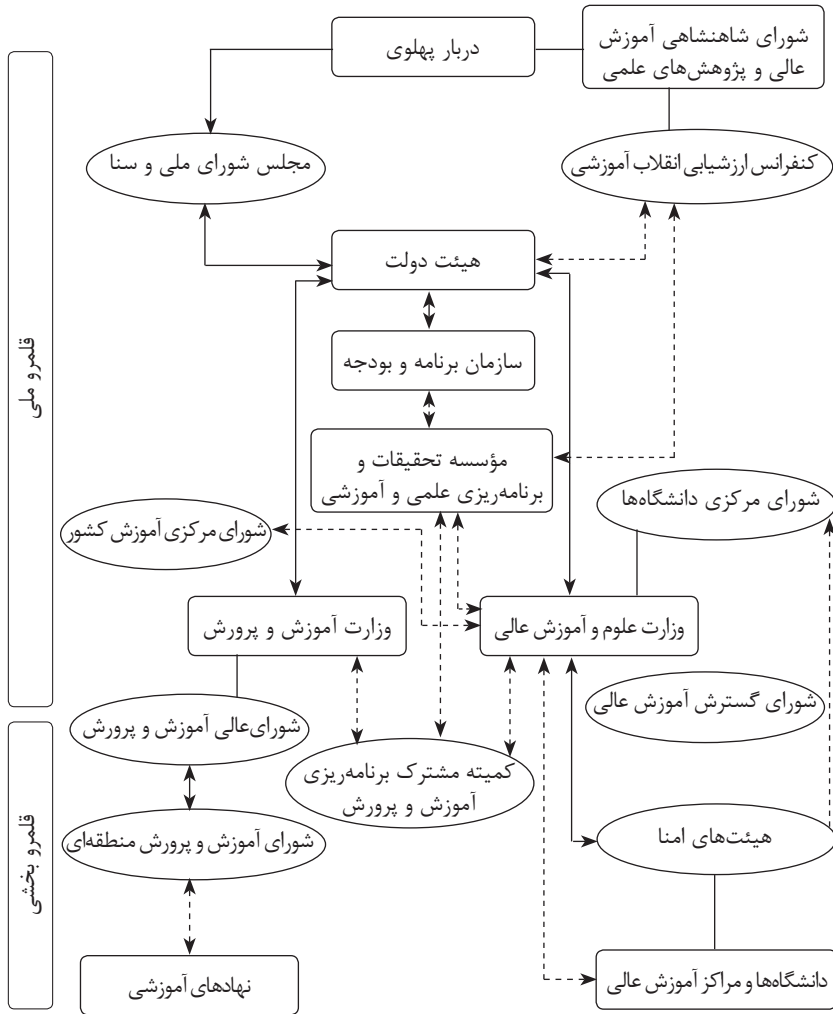 شورای شاهنشاهی آموزش
عالی و پژوهش‌های علمی
دربار پهلوی
کنفرانس ارزشیابی انقلاب آموزشی
مجلس شورای ملی و سنا
هیئت دولت
سازمان برنامه و بودجه
مؤسسه تحقیقات و
برنامه‌ریزی علمی و آموزشی
شورای مرکزی دانشگاه‌ها
شورای مرکزی آموزش کشور
وزارت علوم و آموزش عالی
وزارت آموزش و پرورش
شورای گسترش آموزش عالی
شورای‌عالی آموزش و پرورش
کمیته مشترک برنامه‌ریزی
آموزش و پرورش
هیئت‌های امنا
شورای آموزش و پرورش منطقه‌ای
دانشگاه‌ها و مراکز آموزش عالی
نهادهای آموزشی
قلمرو ملی
قلمرو بخشی